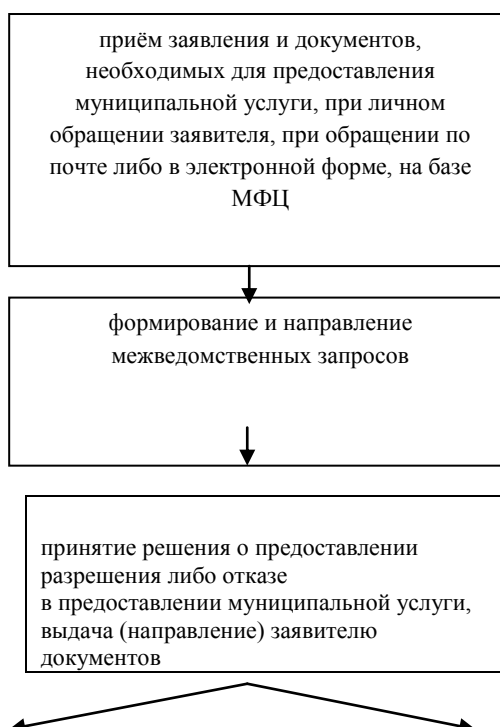 приём заявления и документов,
необходимых для предоставления
муниципальной услуги, при личном
обращении заявителя, при обращении по
почте либо в электронной форме, на базе
МФЦ
формирование и направление
межведомственных запросов
принятие решения о предоставлении
разрешения либо отказе
в предоставлении муниципальной услуги,
выдача (направление) заявителю
документов